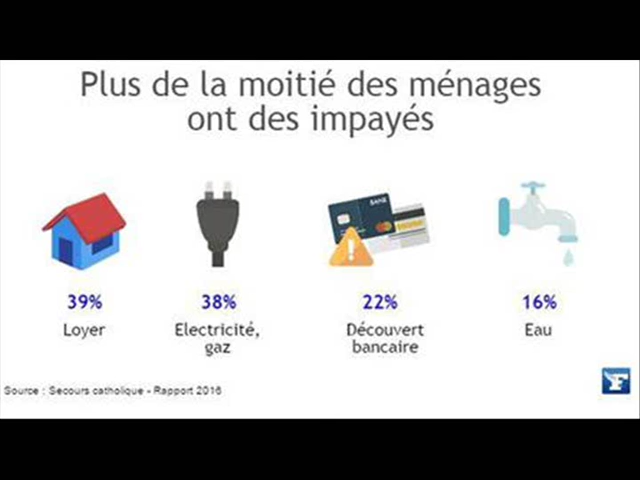 Plus de la moitié des ménages
ont des impayés
BANK
39%
38%
22%
16%
Loyer
Electricité,
gaz
Découvert
bancaire
Eau
Source : Secours catholique - Rapport 2016
F